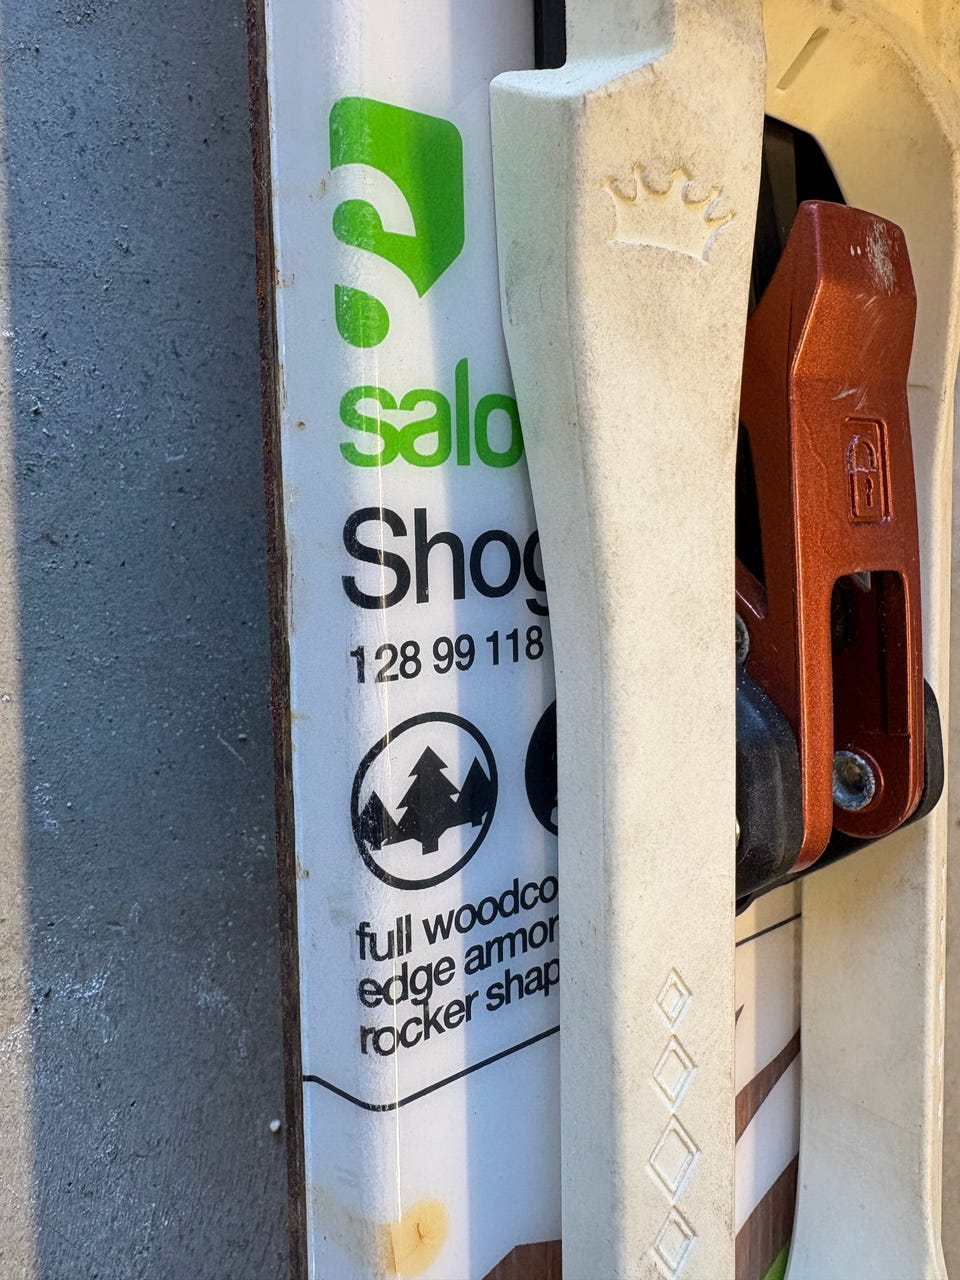 salo
Shog
128 99 118
full woodco
edge armor
rocker shap